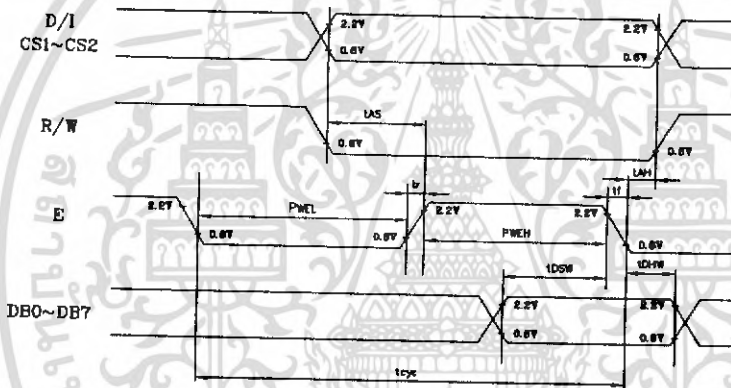 D/I
CS1~CS2
2.2V
2.2V
0.6V
0.6V
R/W
tAS
0.6V
0.6V
tAH
tr
tf
E
2.2V
PWEL
2.2V
2.2V
0.6V
0.6V
PWEH
0.6V
tDSW
tDHW
DB0~DB7
2.2V
2.2V
0.6V
0.6V
tcyc